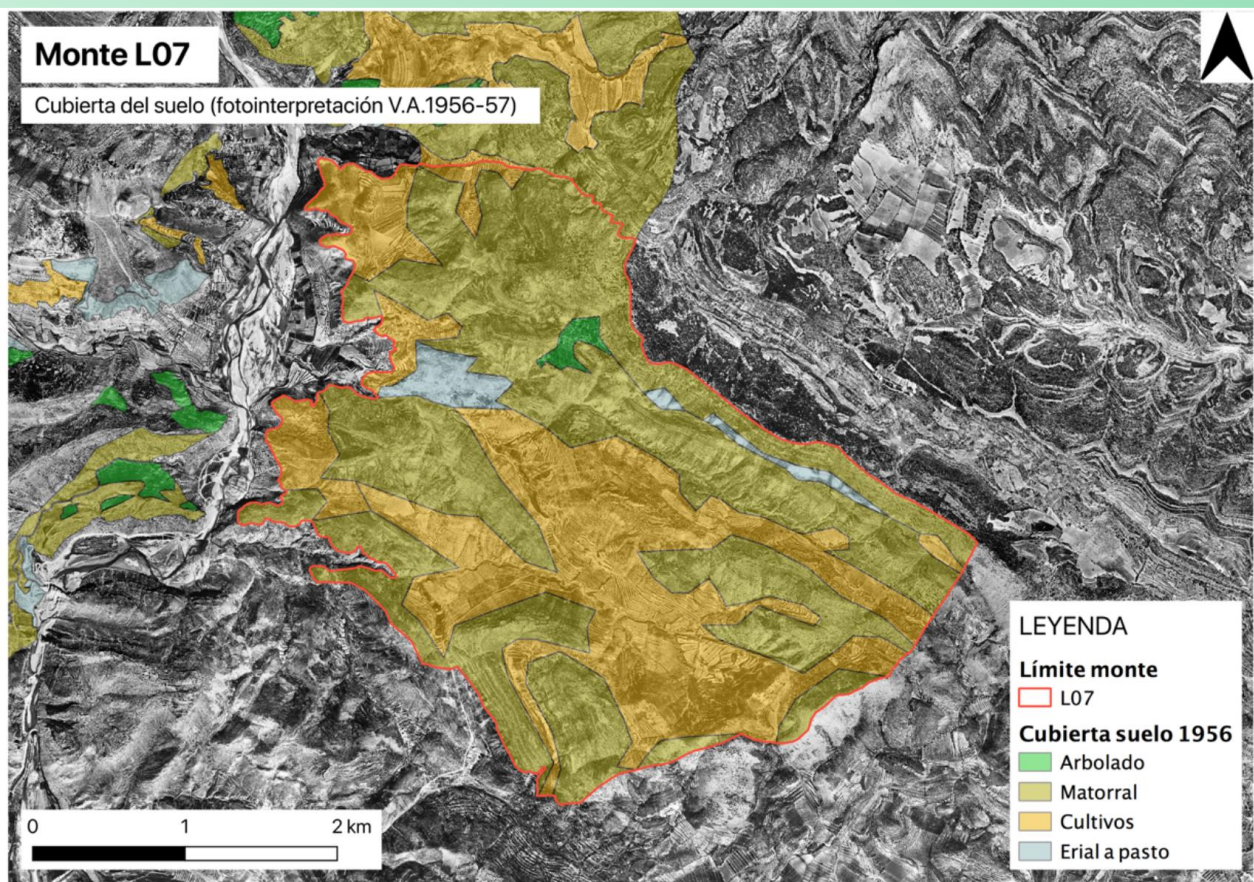 Monte L07
Cubierta del suelo (fotointerpretación V.A.1956-57)
LEYENDA
Límite monte
L07
Cubierta suelo 1956
Arbolado
Matorral
Cultivos
Erial a pasto
0 1 2 km